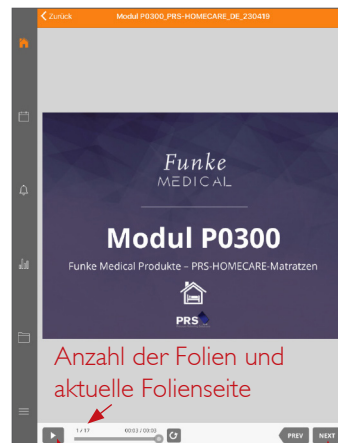 Zurück Modul P0300_PRS-HOMECARE_DE_230419
Funke
MEDICAL
Modul P0300
Funke Medical Produkte – PRS-HOMECARE-Matratzen
PRS
Anzahl der Folien und
aktuelle Folienseite
1 / 17 00:03 / 00:03 PREV NEXT